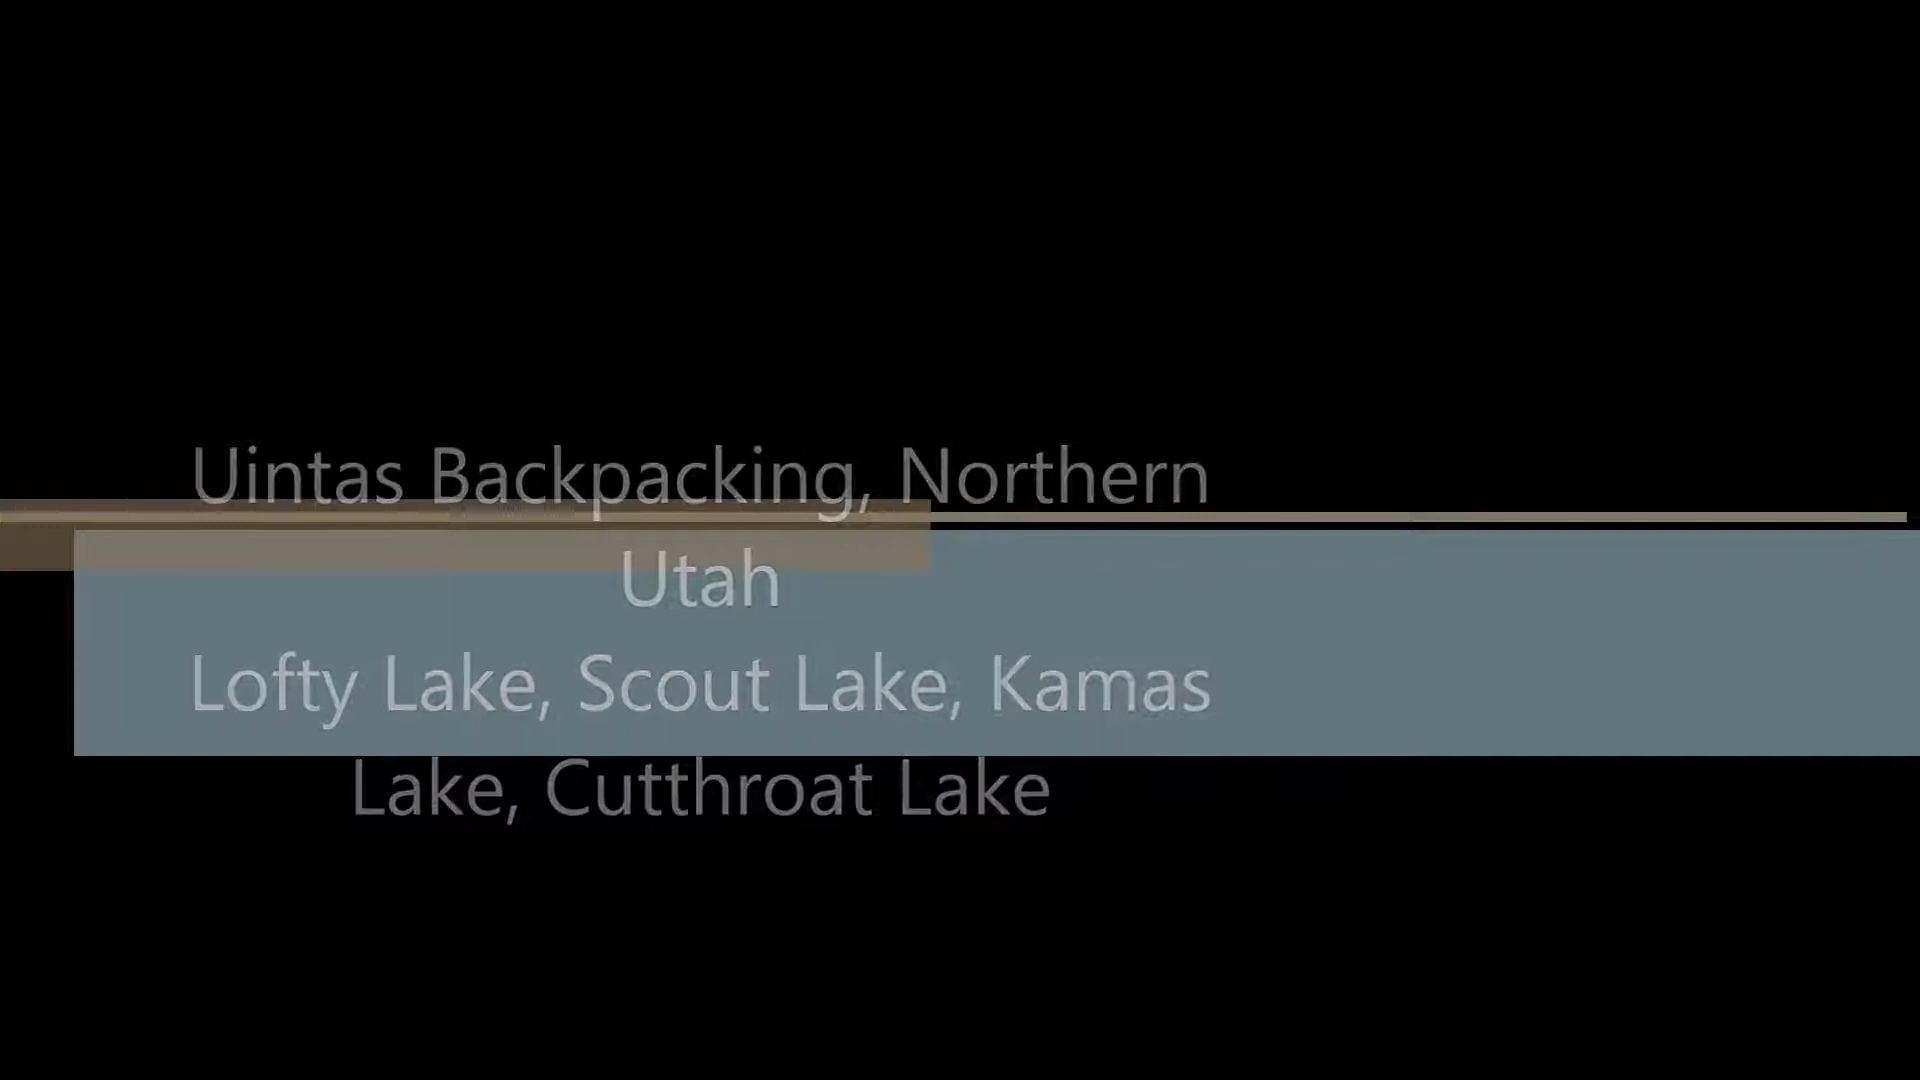 Uintas Backpacking, Northern
Utah
Lofty Lake, Scout Lake, Kamas
Lake, Cutthroat Lake